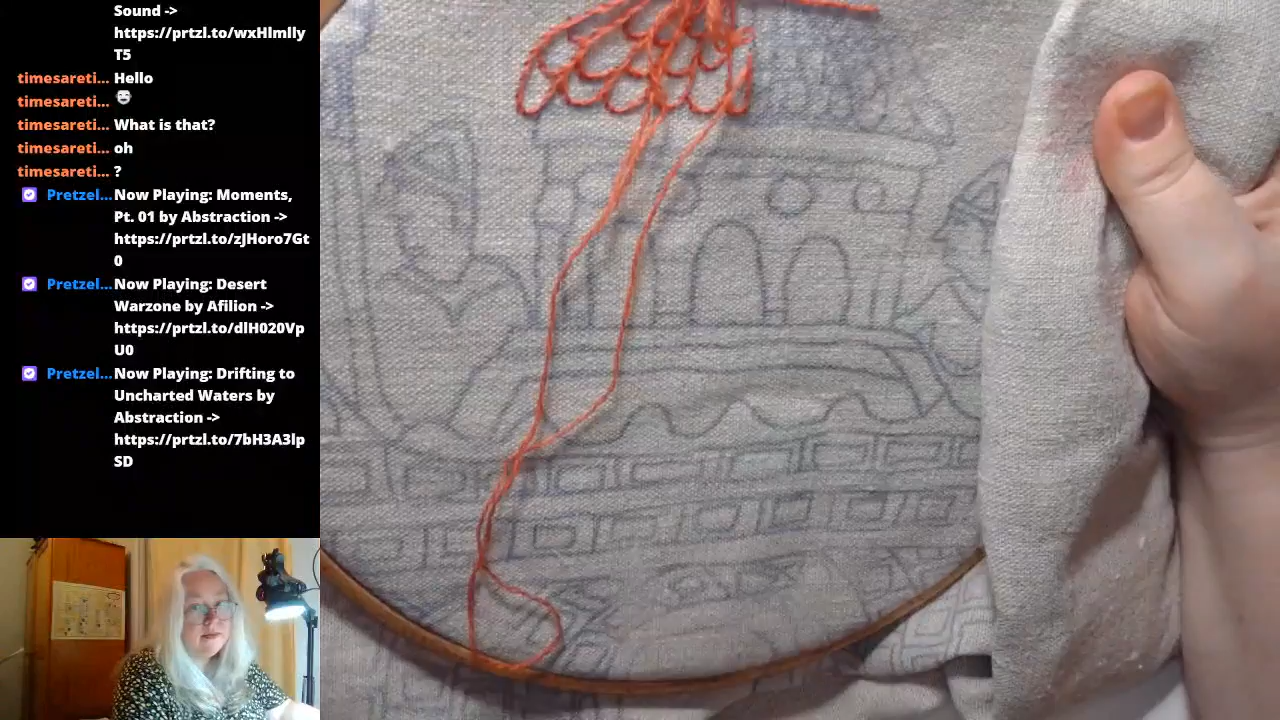 Sound ->
https://prtzl.to/wxHlmlly
T5
timesareti... Hello
timesareti...
timesareti... What is that?
timesareti... oh
timesareti... ?
Pretzel... Now Playing: Moments,
Pt. 01 by Abstraction ->
https://prtzl.to/zJHoro7Gt
0
Pretzel... Now Playing: Desert
Warzone by Afilion ->
https://prtzl.to/dlH020Vp
U0
Pretzel... Now Playing: Drifting to
Uncharted Waters by
Abstraction ->
https://prtzl.to/7bH3A3lp
SD